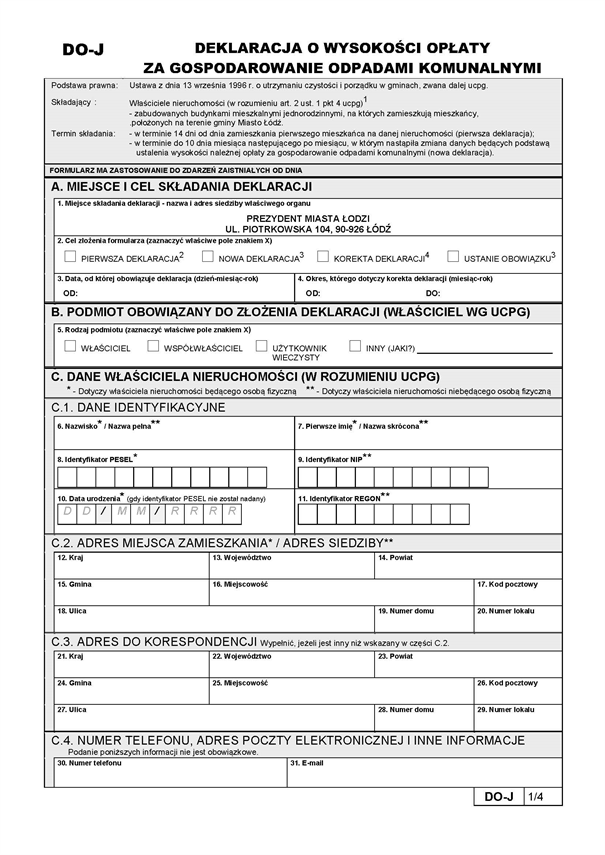 DO-J
DEKLARACJA O WYSOKOŚCI OPŁATY
ZA GOSPODAROWANIE ODPADAMI KOMUNALNYMI
Podstawa prawna: Ustawa z dnia 13 września 1996 r. o utrzymaniu czystości i porządku w gminach, zwana dalej ucpg.
Składający : Właściciele nieruchomości (w rozumieniu art. 2 ust. 1 pkt 4 ucpg)1
- zabudowanych budynkami mieszkalnymi jednorodzinnymi, na których zamieszkują mieszkańcy,
.położonych na terenie gminy Miasto Łódź.
Termin składania: - w terminie 14 dni od dnia zamieszkania pierwszego mieszkańca na danej nieruchomości (pierwsza deklaracja);
- w terminie do 10 dnia miesiąca następującego po miesiącu, w którym nastąpiła zmiana danych będących podstawą
ustalenia wysokości należnej opłaty za gospodarowanie odpadami komunalnymi (nowa deklaracja).
FORMULARZ MA ZASTOSOWANIE DO ZDARZEŃ ZAISTNIAŁYCH OD DNIA
A. MIEJSCE I CEL SKŁADANIA DEKLARACJI
1. Miejsce składania deklaracji - nazwa i adres siedziby właściwego organu
PREZYDENT MIASTA ŁODZI
UL. PIOTRKOWSKA 104, 90-926 ŁÓDŹ
2. Cel złożenia formularza (zaznaczyć właściwe pole znakiem X)
PIERWSZA DEKLARACJA2 NOWA DEKLARACJA3 KOREKTA DEKLARACJI4 USTANIE OBOWIĄZKU3
3. Data, od której obowiązuje deklaracja (dzień-miesiąc-rok) 4. Okres, którego dotyczy korekta deklaracji (miesiąc-rok)
OD: OD: DO:
B. PODMIOT OBOWIĄZANY DO ZŁOŻENIA DEKLARACJI (WŁAŚCICIEL WG UCPG)
5. Rodzaj podmiotu (zaznaczyć właściwe pole znakiem X)
WŁAŚCICIEL WSPÓŁWŁAŚCICIEL UŻYTKOWNIK INNY (JAKI?)
WIECZYSTY
C. DANE WŁAŚCICIELA NIERUCHOMOŚCI (W ROZUMIENIU UCPG)
* - Dotyczy właściciela nieruchomości będącego osobą fizyczną ** - Dotyczy właściciela nieruchomości niebędącego osobą fizyczną
C.1. DANE IDENTYFIKACYJNE
6. Nazwisko* / Nazwa pełna** 7. Pierwsze imię* / Nazwa skrócona**
8. Identyfikator PESEL* 9. Identyfikator NIP**
10. Data urodzenia* (gdy identyfikator PESEL nie został nadany) 11. Identyfikator REGON**
D D / M M / R R R R
C.2. ADRES MIEJSCA ZAMIESZKANIA* / ADRES SIEDZIBY**
12. Kraj 13. Województwo 14. Powiat
15. Gmina 16. Miejscowość 17. Kod pocztowy
18. Ulica 19. Numer domu 20. Numer lokalu
C.3. ADRES DO KORESPONDENCJI Wypełnić, jeżeli jest inny niż wskazany w części C.2.
21. Kraj 22. Województwo 23. Powiat
24. Gmina 25. Miejscowość 26. Kod pocztowy
27. Ulica 28. Numer domu 29. Numer lokalu
C.4. NUMER TELEFONU, ADRES POCZTY ELEKTRONICZNEJ I INNE INFORMACJE
Podanie poniższych informacji nie jest obowiązkowe.
30. Numer telefonu 31. E-mail
DO-J 1/4